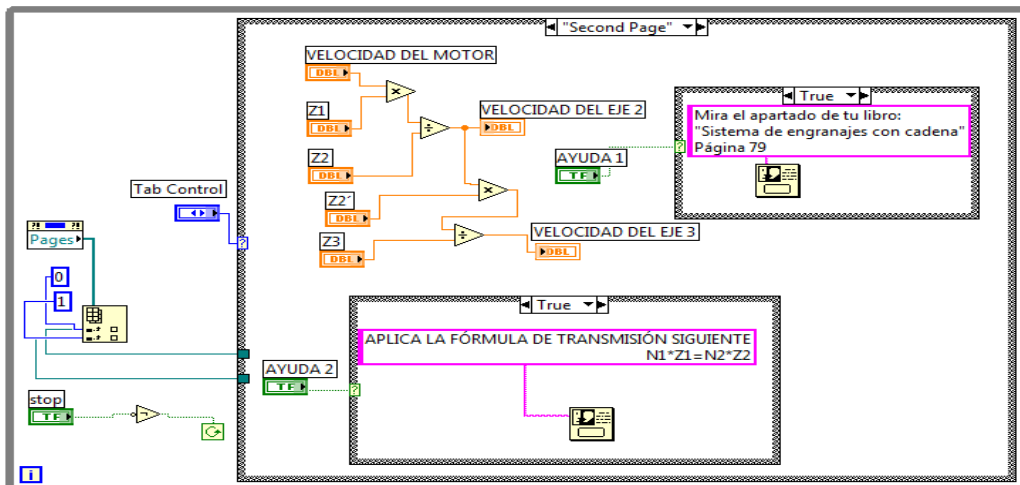 "Second Page"
VELOCIDAD DEL MOTOR
DBL
×
Z1
DBL
VELOCIDAD DEL EJE 2
DBL
÷
Z2
DBL
True
Mira el apartado de tu libro:
"Sistema de engranajes con cadena"
Página 79
AYUDA 1
TF
?
Tab Control
Z2´
DBL
×
Z3
DBL
÷
VELOCIDAD DEL EJE 3
DBL
?
?! ?!
Pages
0
1
True
APLICA LA FÓRMULA DE TRANSMISIÓN SIGUIENTE
N1*Z1=N2*Z2
AYUDA 2
TF
?
stop
TF
¬
i